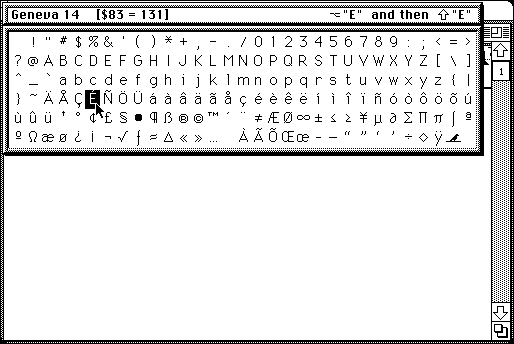 Geneva 14 [$83 = 131] ⌥"E" and then ⇧"E"
! " # $ % & ' ( ) * + , - . / 0 1 2 3 4 5 6 7 8 9 : ; < = >
? @ A B C D E F G H I J K L M N O P Q R S T U V W X Y Z [ \ ]
^ _ ` a b c d e f g h i j k l m n o p q r s t u v w x y z { |
} ~ Ä Å Ç É Ñ Ö Ü á à â ä ã å ç é è ê ë í ì î ï ñ ó ò ô ö õ ú
ù û ü † ° ¢ £ § • ¶ ß ® © ™ ´ ¨ ≠ Æ Ø ∞ ± ≤ ≥ ¥ µ ∂ ∑ ∏ π ∫ ª
º Ω æ ø ¿ ¡ ¬ √ ƒ ≈ ∆ « » … À Ã Õ Œ œ – — “ ” ‘ ’ ÷ ◊ ÿ
1